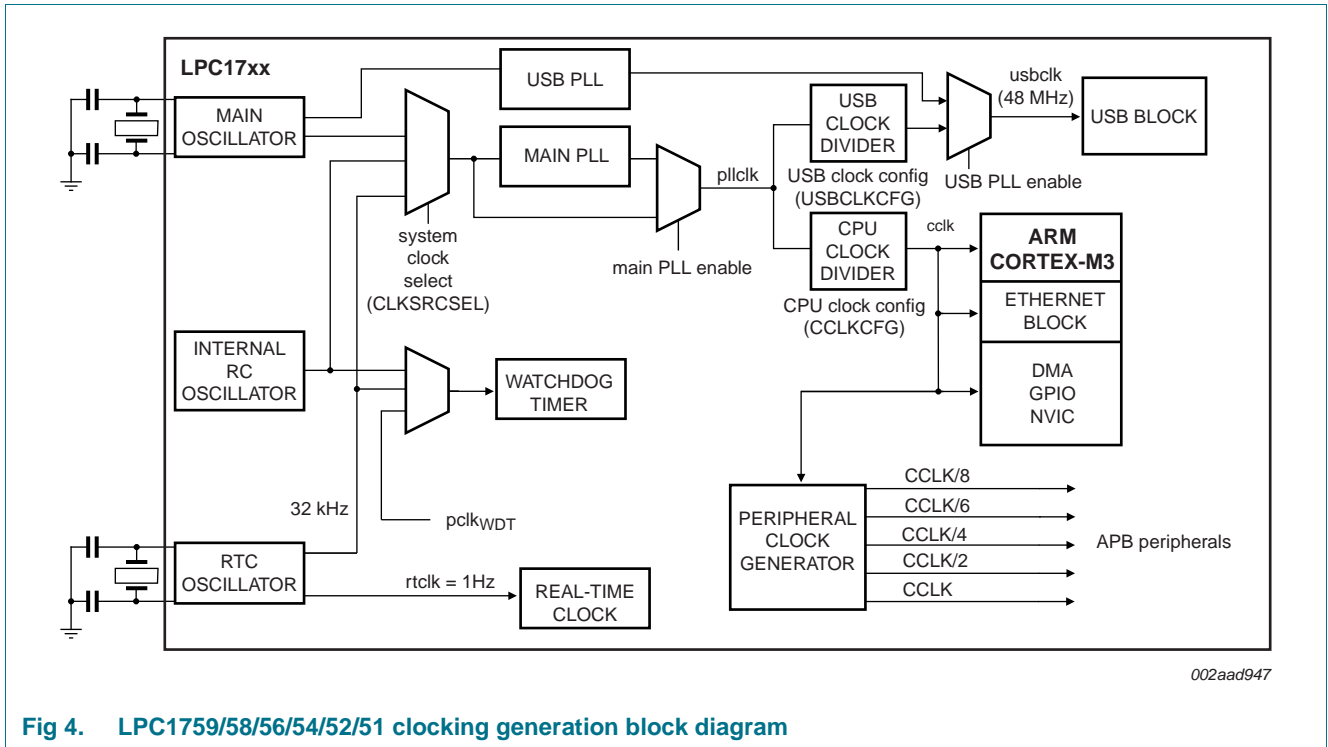 LPC17xx
MAIN
OSCILLATOR
USB PLL
MAIN PLL
system
clock
select
(CLKSRCSEL)
main PLL enable
pllclk
USB
CLOCK
DIVIDER
USB clock config
(USBCLKCFG)
usbclk
(48 MHz)
USB BLOCK
USB PLL enable
CPU
CLOCK
DIVIDER
CPU clock config
(CCLKCFG)
cclk
ARM
CORTEX-M3
ETHERNET
BLOCK
DMA
GPIO
NVIC
INTERNAL
RC
OSCILLATOR
WATCHDOG
TIMER
32 kHz
pclkWDT
RTC
OSCILLATOR
rtclk = 1Hz
REAL-TIME
CLOCK
PERIPHERAL
CLOCK
GENERATOR
CCLK/8
CCLK/6
CCLK/4
CCLK/2
CCLK
APB peripherals
002aad947
Fig 4. LPC1759/58/56/54/52/51 clocking generation block diagram